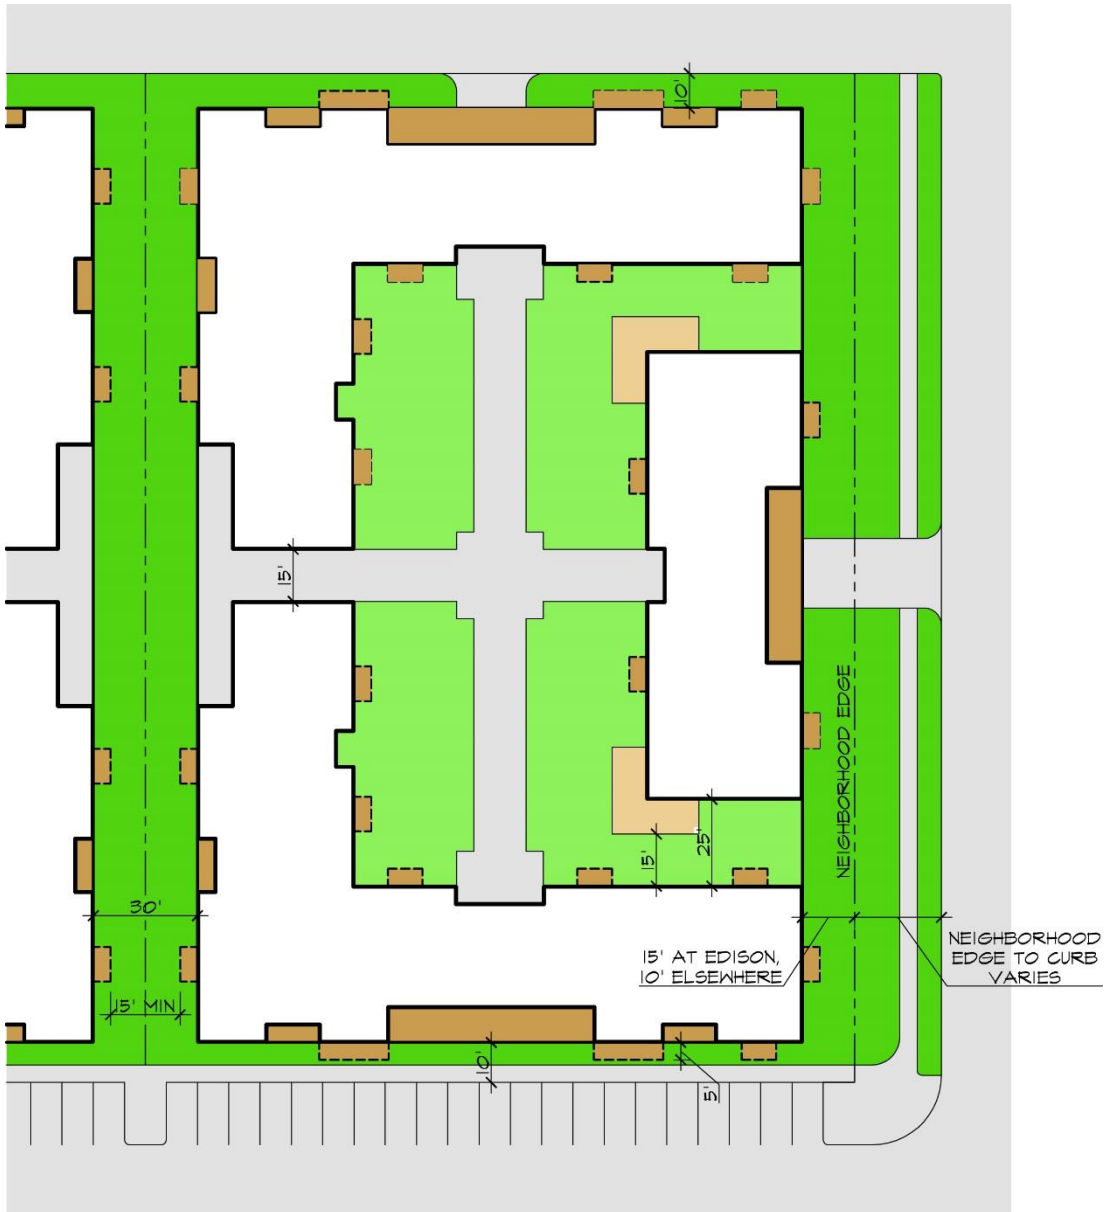 10'
15'
NEIGHBORHOOD EDGE
25'
15'
30'
15' AT EDISON,
10' ELSEWHERE
NEIGHBORHOOD
EDGE TO CURB
VARIES
15' MIN
10'
5'